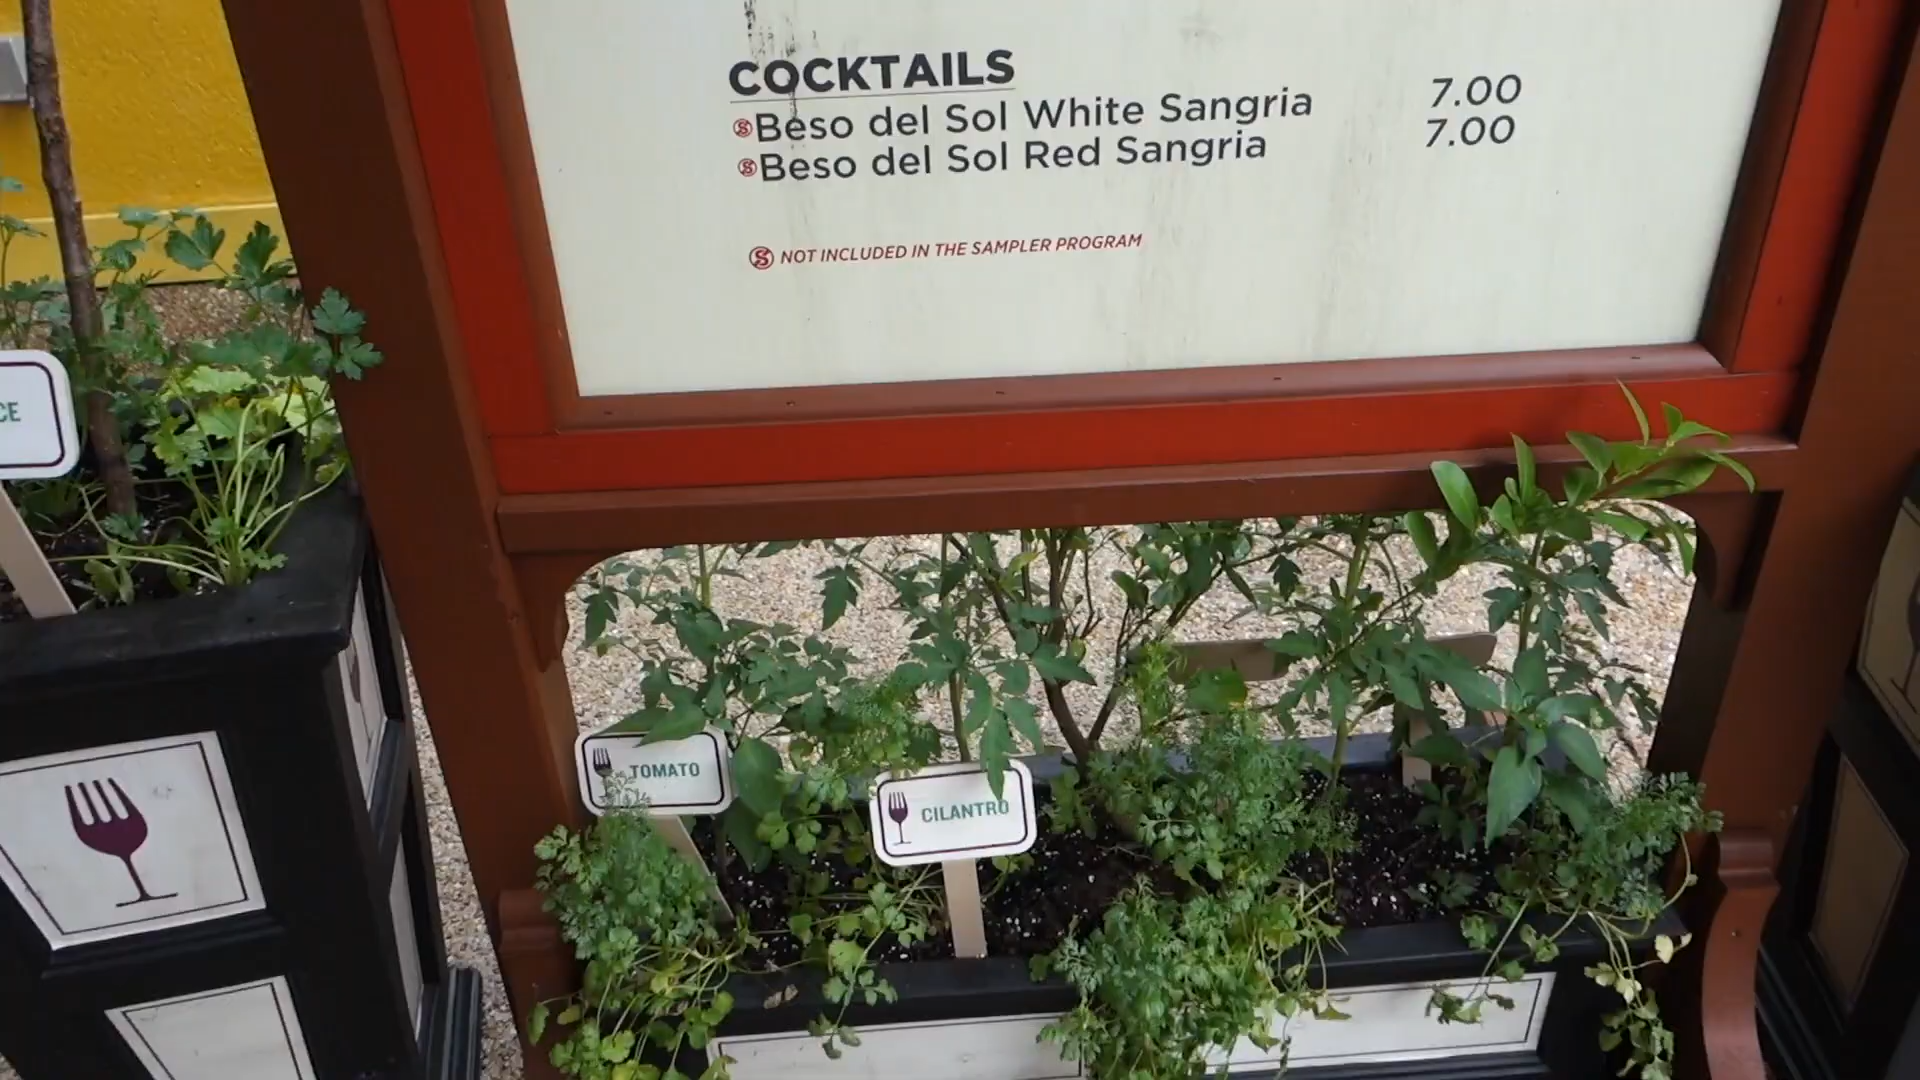 COCKTAILS
Beso del Sol White Sangria 7.00
Beso del Sol Red Sangria 7.00
S NOT INCLUDED IN THE SAMPLER PROGRAM
CE
TOMATO
CILANTRO